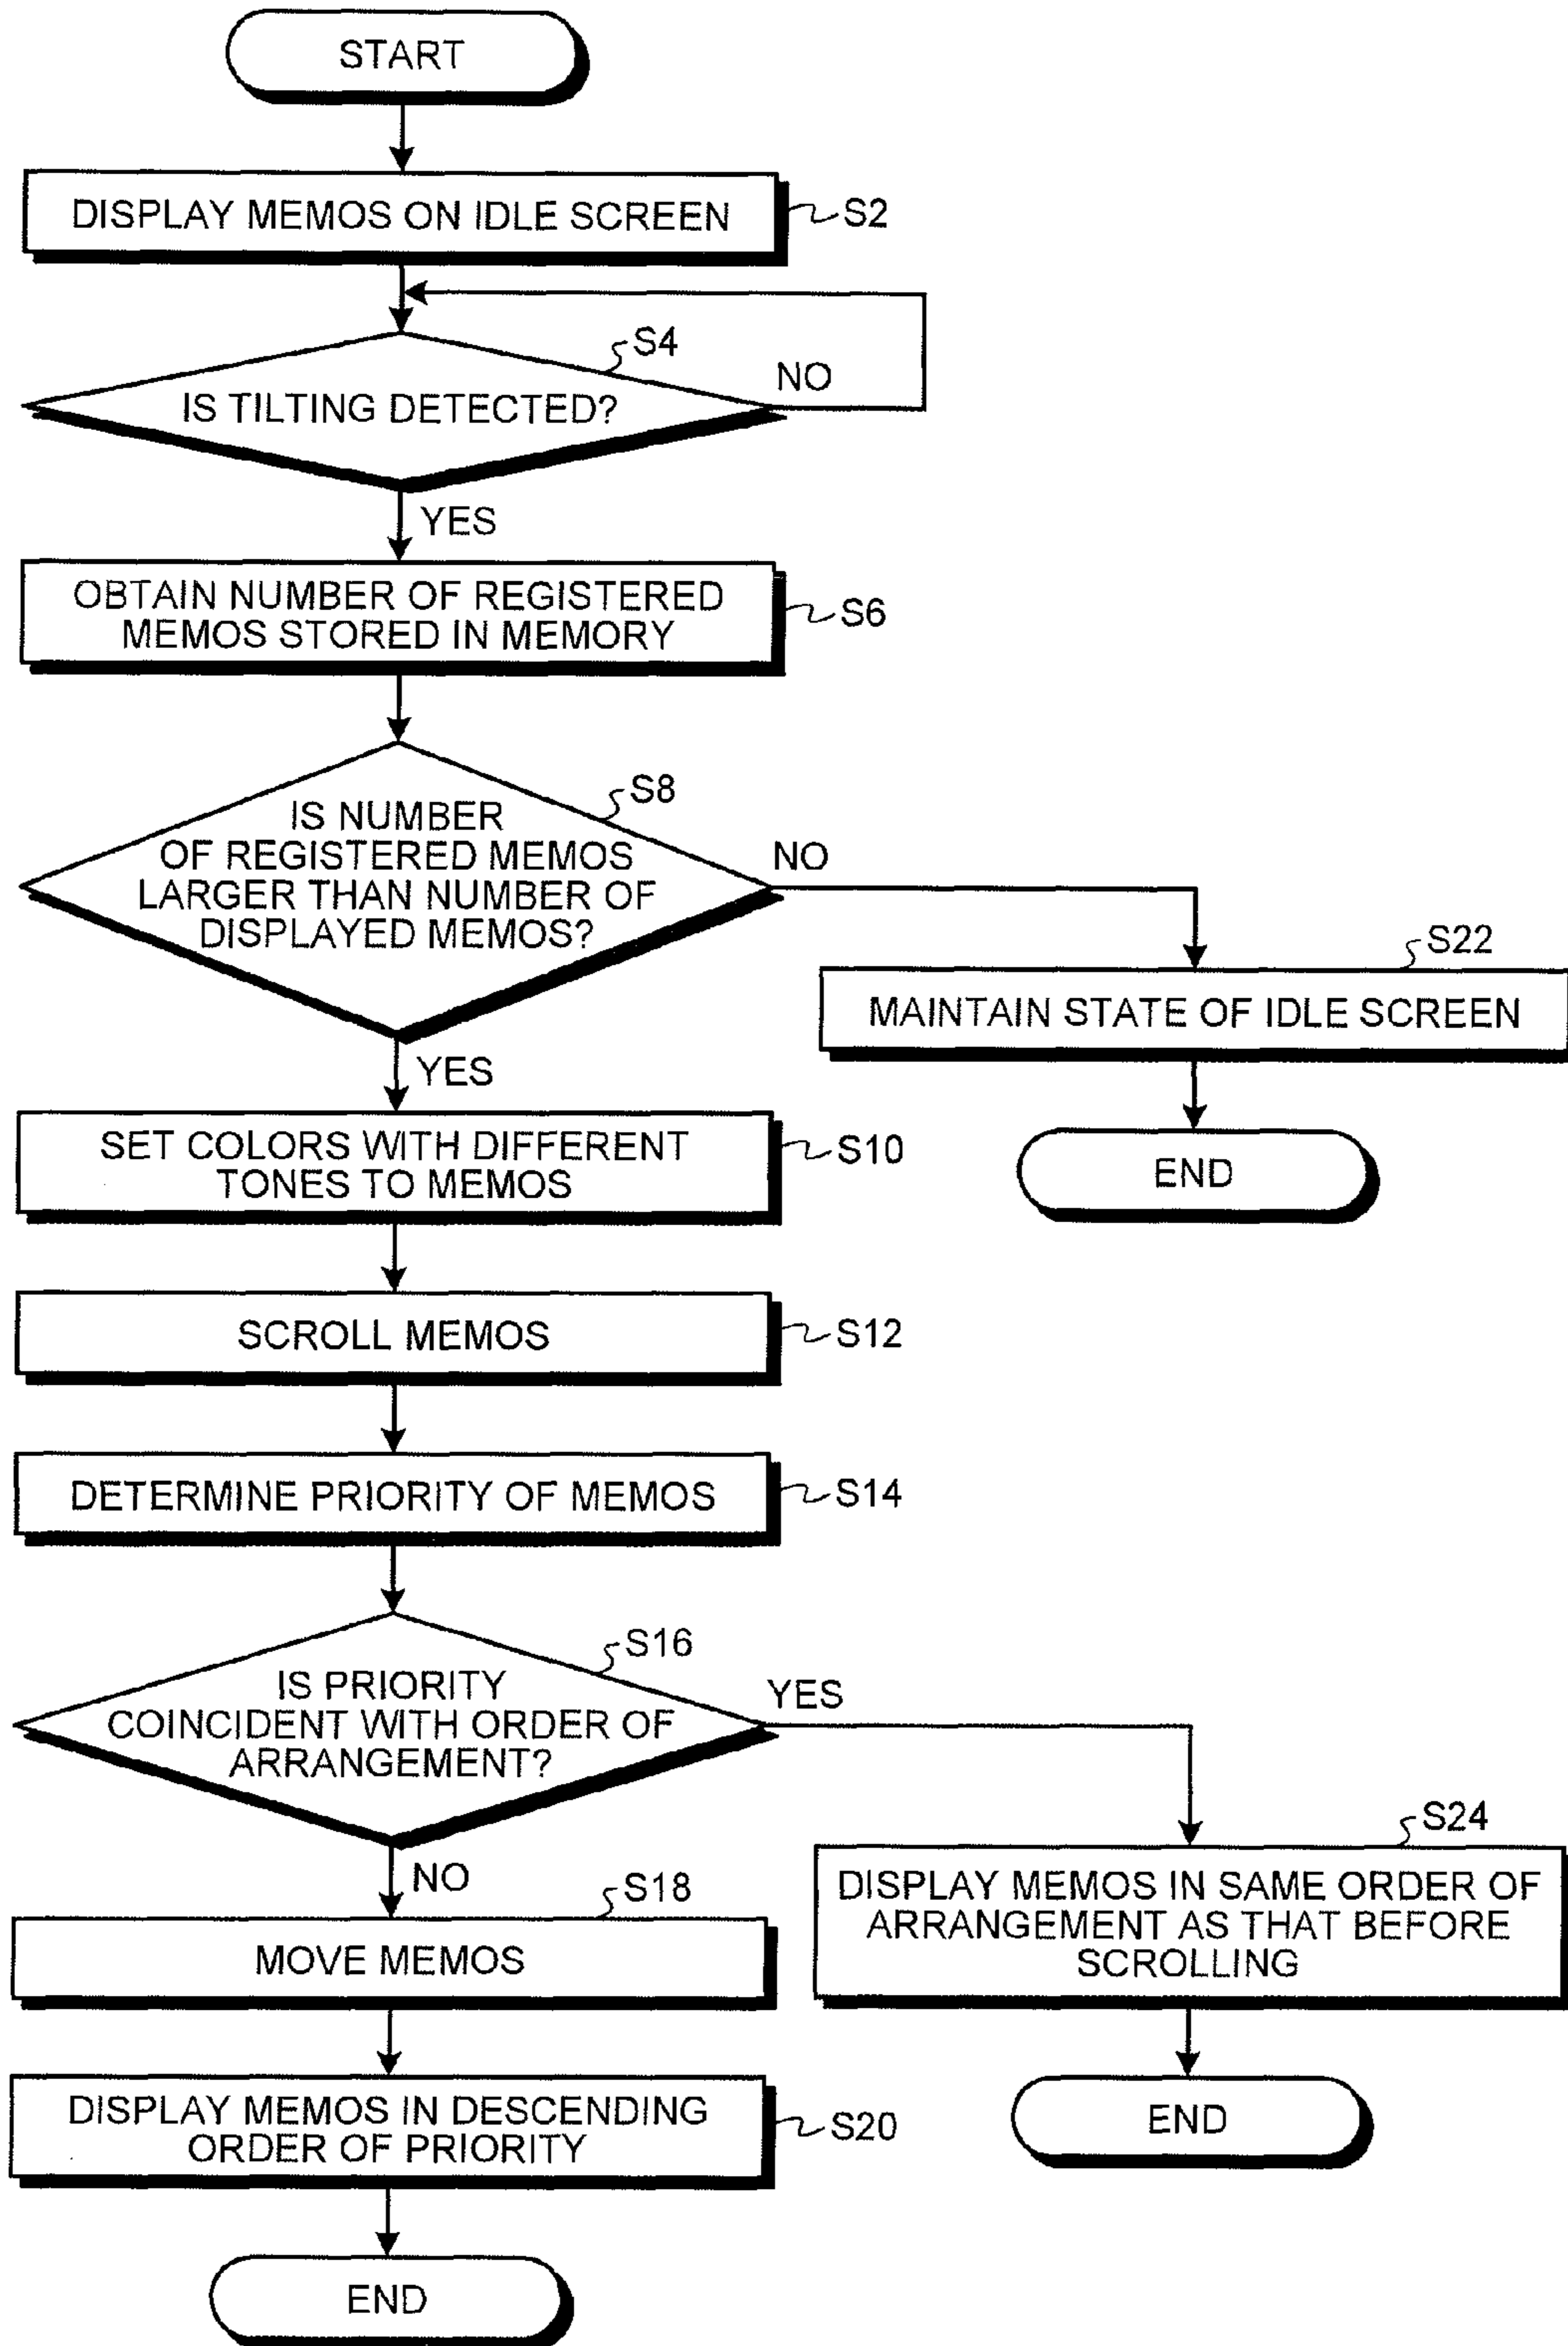 START
DISPLAY MEMOS ON IDLE SCREEN
S2
S4
IS TILTING DETECTED?
NO
YES
OBTAIN NUMBER OF REGISTERED
MEMOS STORED IN MEMORY
S6
S8
IS NUMBER
OF REGISTERED MEMOS
LARGER THAN NUMBER OF
DISPLAYED MEMOS?
NO
S22
MAINTAIN STATE OF IDLE SCREEN
END
YES
SET COLORS WITH DIFFERENT
TONES TO MEMOS
S10
SCROLL MEMOS
S12
DETERMINE PRIORITY OF MEMOS
S14
S16
IS PRIORITY
COINCIDENT WITH ORDER OF
ARRANGEMENT?
YES
S24
DISPLAY MEMOS IN SAME ORDER OF
ARRANGEMENT AS THAT BEFORE
SCROLLING
END
NO
S18
MOVE MEMOS
DISPLAY MEMOS IN DESCENDING
ORDER OF PRIORITY
S20
END